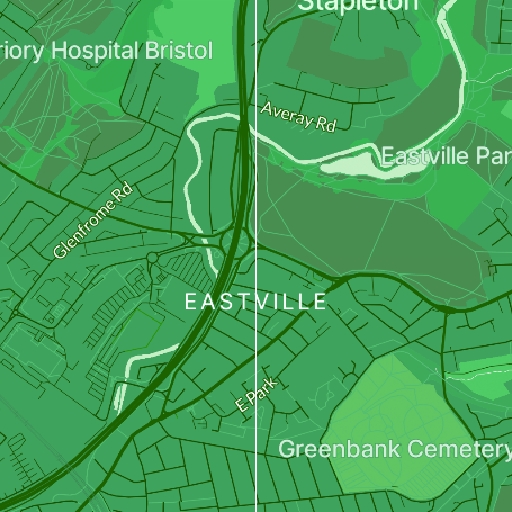 Stapleton
riory Hospital Bristol
Averay Rd
Eastville Par
Glenfrome Rd
EASTVILLE
E Park
Greenbank Cemetery